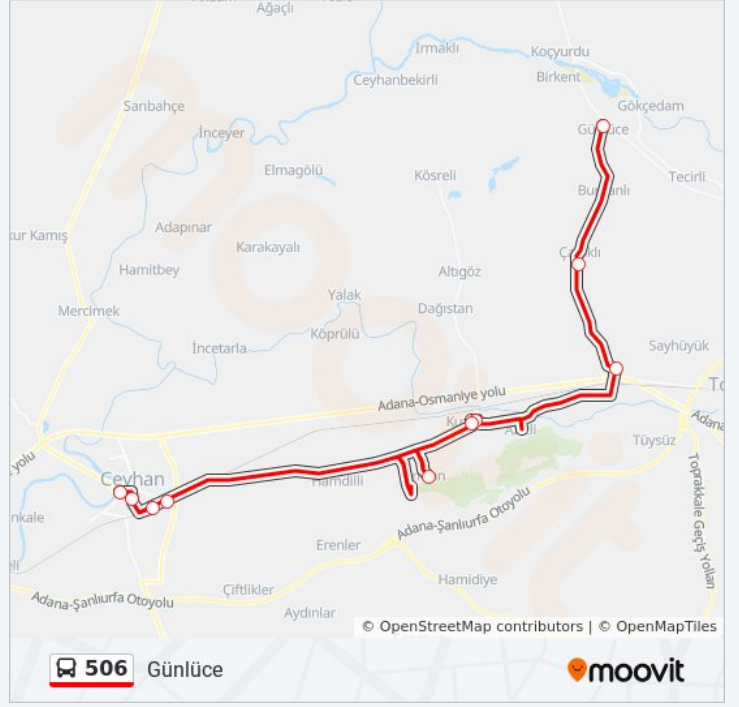 Ağaçlı
Irmaklı
Koçyurdu
Ceyhanbekirli
Birkent
Sarıbahçe
Gökçedam
İnceyer
Elmagölü
Kösreli
Tecirli
Adapınar
Karakayalı
Hamitbey
Altıgöz
Yalak
Dağıstan
Mercimek
Köprülü
İncetarla
Sayhüyük
Adana-Osmaniye yolu
Ceyhan
Tüysüz
Hamdilli
Adana-Şanlıurfa Otoyolu
Toprakkale Geçiş Yolları
Erenler
Hamidiye
Çiftlikler
Adana-Şanlıurfa Otoyolu
Aydınlar
© OpenStreetMap contributors | © OpenMapTiles
506 Günlüce
moovit